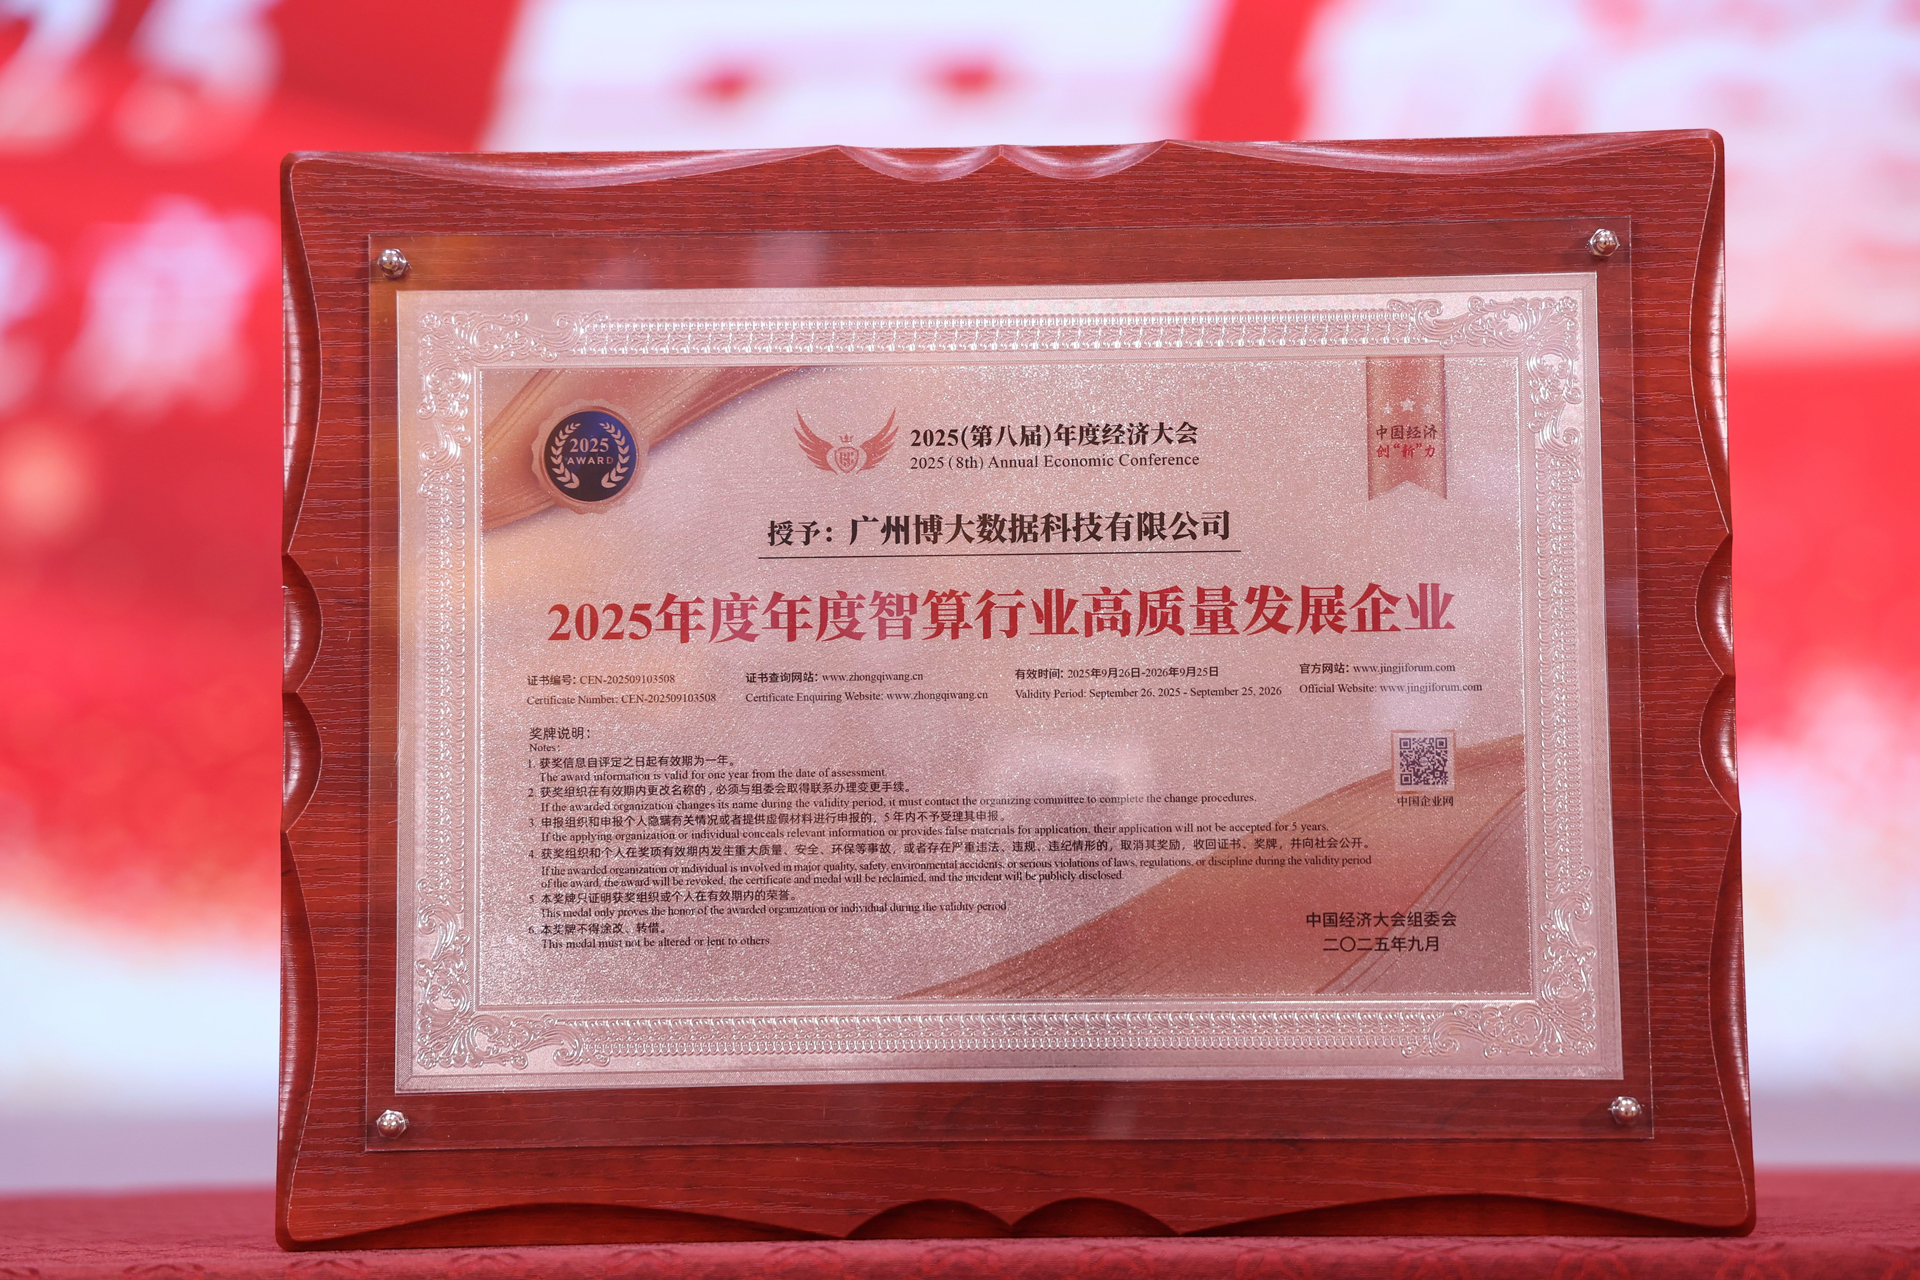 2025
AWARD
2025(第八届)年度经济大会
2025 (8th) Annual Economic Conference
中国经济
创“新”力
授予：广州博大数据科技有限公司
2025年度年度智算行业高质量发展企业
证书编号: CEN-202509103508
Certificate Number: CEN-202509103508
证书查询网站: www.zhongqiwang.cn
Certificate Enquiring Website: www.zhongqiwang.cn
有效时间: 2025年9月26日-2026年9月25日
Validity Period: September 26, 2025 - September 25, 2026
官方网站: www.jingjiforum.com
Official Website: www.jingjiforum.com
奖牌说明:
Notes:
1. 获奖信息自评定之日起有效期为一年。
The award information is valid for one year from the date of assessment.
2. 获奖组织在有效期内更改名称的，必须与组委会取得联系办理变更手续。
If the awarded organization changes its name during the validity period, it must contact the organizing committee to complete the change procedures.
3. 申报组织和申报个人隐瞒有关情况或者提供虚假材料进行申报的，5年内不予受理其申报。
If the applying organization or individual conceals relevant information or provides false materials for application, their application will not be accepted for 5 years.
4. 获奖组织和个人在奖项有效期内发生重大质量、安全、环保等事故，或者存在严重违法、违规、违纪情形的，取消其奖励，收回证书、奖牌，并向社会公开。
If the awarded organization or individual is involved in major quality, safety, environmental accidents, or serious violations of laws, regulations, or discipline during the validity period
of the award, the award will be revoked, the certificate and medal will be reclaimed, and the incident will be publicly disclosed.
5. 本奖牌只证明获奖组织或个人在有效期内的荣誉。
This medal only proves the honor of the awarded organization or individual during the validity period
6. 本奖牌不得涂改、转借。
This medal must not be altered or lent to others.
中国企业网
中国经济大会组委会
二〇二五年九月